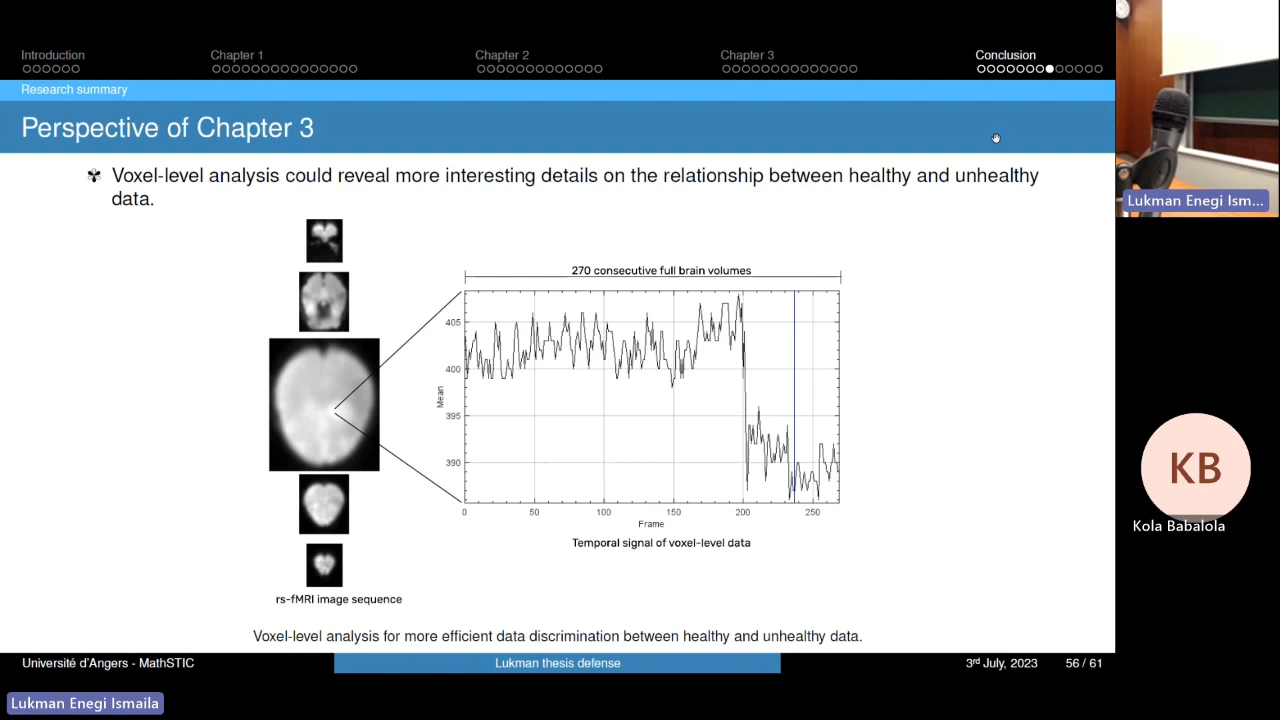 Introduction
Chapter 1
Chapter 2
Chapter 3
Conclusion
Research summary
Perspective of Chapter 3
Voxel-level analysis could reveal more interesting details on the relationship between healthy and unhealthy
data.
270 consecutive full brain volumes
405
400
395
390
Mean
0 50 100 150 200 250
Frame
Temporal signal of voxel-level data
rs-fMRI image sequence
Voxel-level analysis for more efficient data discrimination between healthy and unhealthy data.
Université d'Angers - MathSTIC
Lukman thesis defense
3rd July, 2023
56 / 61
Lukman Enegi Ismaila
Lukman Enegi Ism...
KB
Kola Babalola